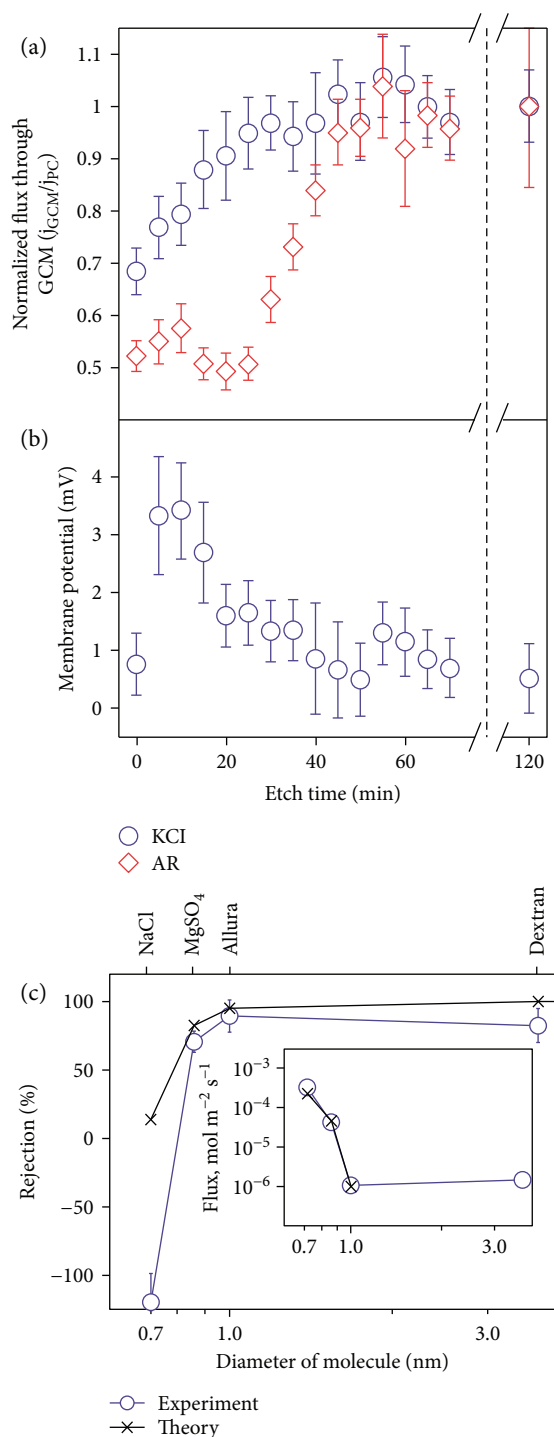 (a)
Normalized flux through
GCM (jGCM/jPC)
1.1
1
0.9
0.8
0.7
0.6
0.5
(b)
Membrane potential (mV)
4
3
2
1
0
0
20
40
60
120
Etch time (min)
KCI
AR
NaCl
MgSO4
Allura
Dextran
(c)
Rejection (%)
100
50
0
−50
−100
Flux, mol m−2 s−1
10−3
10−4
10−5
10−6
0.7
1.0
3.0
0.7
1.0
3.0
Diameter of molecule (nm)
Experiment
Theory